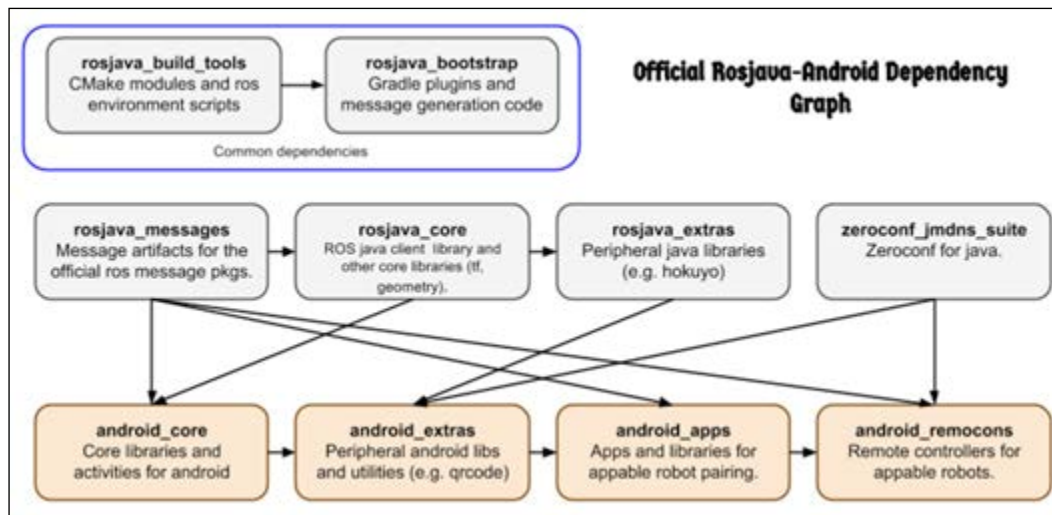 rosjava_build_tools
CMake modules and ros
environment scripts
rosjava_bootstrap
Gradle plugins and
message generation code
Common dependencies
Official Rosjava-Android Dependency
Graph
rosjava_messages
Message artifacts for the
official ros message pkgs.
rosjava_core
ROS java client library and
other core libraries (tf,
geometry).
rosjava_extras
Peripheral java libraries
(e.g. hokuyo)
zeroconf_jmdns_suite
Zeroconf for java.
android_core
Core libraries and
activities for android
android_extras
Peripheral android libs
and utilities (e.g. qrcode)
android_apps
Apps and libraries for
appable robot pairing.
android_remocons
Remote controllers for
appable robots.